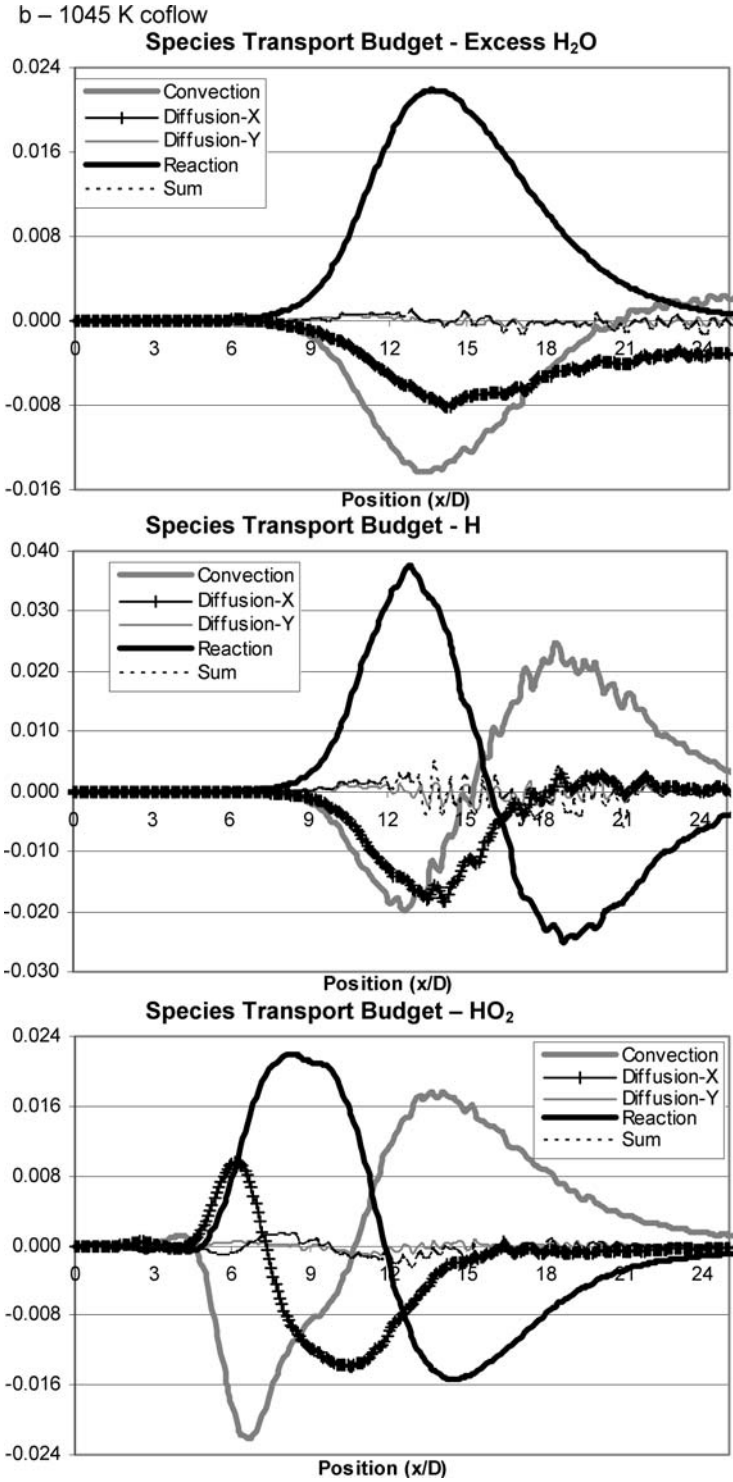 b – 1045 K coflow
Species Transport Budget - Excess H₂O
0.024
0.016
0.008
0.000
-0.008
-0.016
Convection
Diffusion-X
Diffusion-Y
Reaction
Sum
0 3 6 9 12 15 18 21 24
Position (x/D)
Species Transport Budget - H
0.040
0.030
0.020
0.010
0.000
-0.010
-0.020
-0.030
Convection
Diffusion-X
Diffusion-Y
Reaction
Sum
0 3 6 9 12 15 18 21 24
Position (x/D)
Species Transport Budget – HO₂
0.024
0.016
0.008
0.000
-0.008
-0.016
-0.024
Convection
Diffusion-X
Diffusion-Y
Reaction
Sum
0 3 6 9 12 15 18 21 24
Position (x/D)